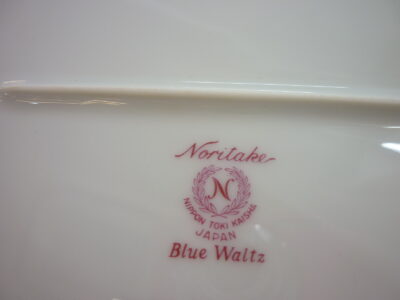 Noritake
N
NIPPON TOKI KAISHA
JAPAN
Blue Waltz